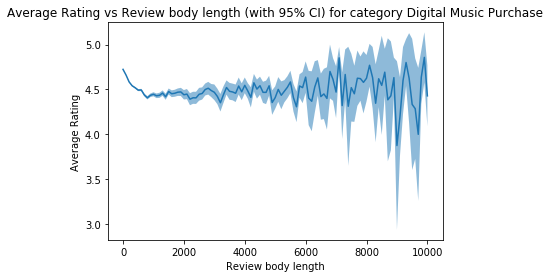 Average Rating vs Review body length (with 95% CI) for category Digital Music Purchase
Average Rating
5.0
4.5
4.0
3.5
3.0
0 2000 4000 6000 8000 10000
Review body length